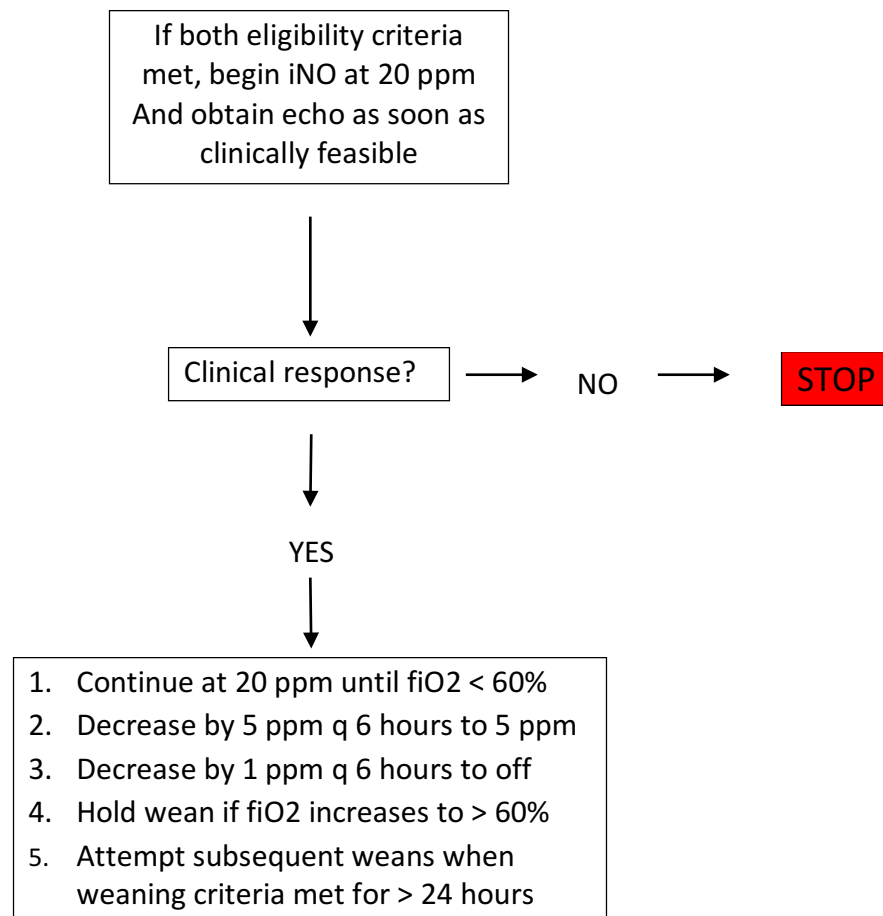 If both eligibility criteria
met, begin iNO at 20 ppm
And obtain echo as soon as
clinically feasible
Clinical response?
NO
STOP
YES
1. Continue at 20 ppm until fiO2 < 60%
2. Decrease by 5 ppm q 6 hours to 5 ppm
3. Decrease by 1 ppm q 6 hours to off
4. Hold wean if fiO2 increases to > 60%
5. Attempt subsequent weans when
weaning criteria met for > 24 hours